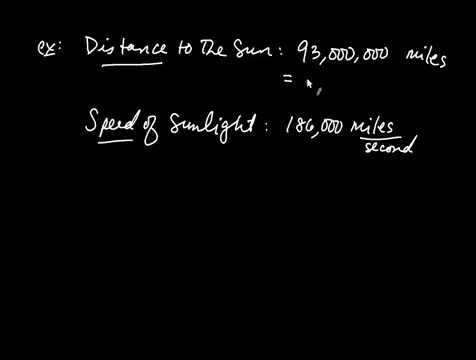 ex: Distance to the Sun: 93,000,000 miles
=
Speed of Sunlight: 186,000 miles/second